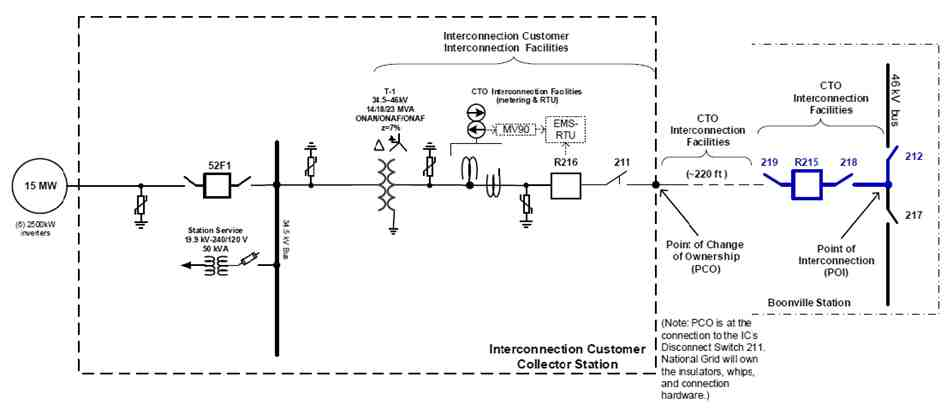 Interconnection Customer
Interconnection Facilities
T-1
34.5-46kV
14/18/23 MVA
ONAN/ONAF/ONAF
z=7%
CTO Interconnection Facilities
(metering & RTU)
MV90
EMS-
RTU
R216
211
52F1
15 MW
(6) 2500kW
inverters
Station Service
19.9 kV-240/120 V
50 kVA
34.5 kV Bus
Interconnection Customer
Collector Station
CTO
Interconnection
Facilities
(~220 ft.)
Point of Change
of Ownership
(PCO)
(Note: PCO is at the
connection to the IC's
Disconnect Switch 211.
National Grid will own
the insulators, whips,
and connection
hardware.)
CTO
Interconnection
Facilities
46 kV bus
219
R215
218
212
217
Point of
Interconnection
(POI)
Boonville Station